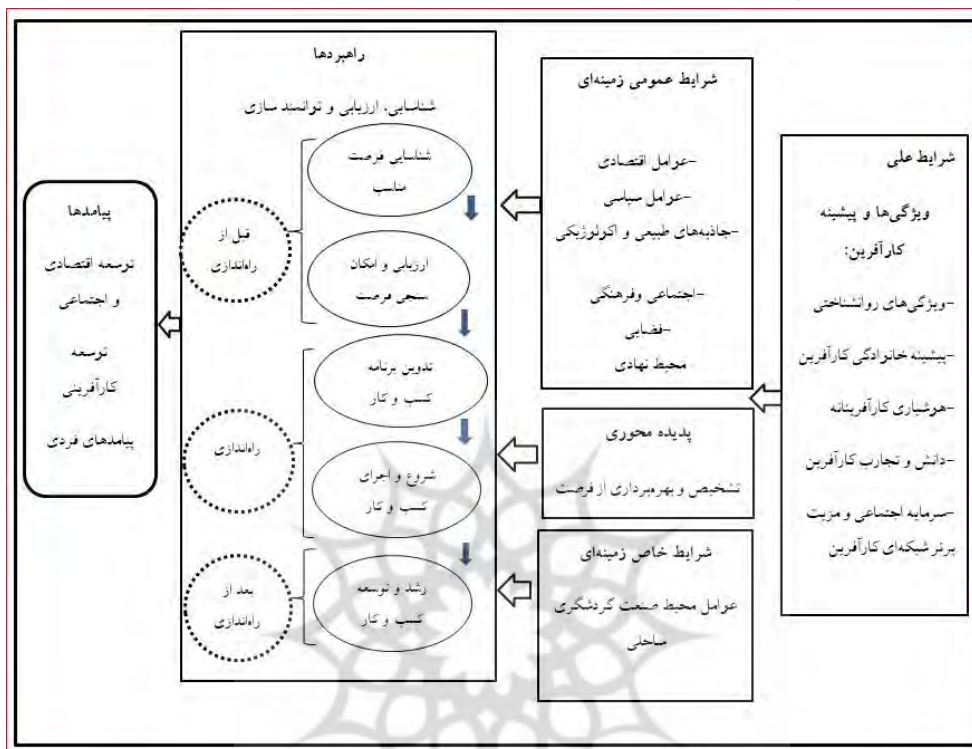 شرایط علی
ویژگی‌ها و پیشینه
کارآفرین:
-ویژگی‌های روانشناختی
-پیشینه خانوادگی کارآفرین
-هوشیاری کارآفرینانه
-دانش و تجارب کارآفرین
-سرمایه اجتماعی و مزیت
برتر شبکه‌ای کارآفرین
شرایط عمومی زمینه‌ای
-عوامل اقتصادی
-عوامل سیاسی
-جاذبه‌های طبیعی و اکولوژیکی
-اجتماعی وفرهنگی
-فضایی
محیط نهادی
پدیده محوری
تشخیص و بهره‌برداری از فرصت
شرایط خاص زمینه‌ای
عوامل محیط صنعت گردشگری
ساحلی
راهبردها
شناسایی، ارزیابی و توانمند سازی
شناسایی فرصت
مناسب
ارزیابی و امکان
سنجی فرصت
قبل از
راه‌اندازی
تدوین برنامه
کسب و کار
شروع و اجرای
کسب و کار
راه‌اندازی
رشد و توسعه
کسب و کار
بعد از
راه‌اندازی
پیامدها
توسعه اقتصادی
و اجتماعی
توسعه
کارآفرینی
پیامدهای فردی